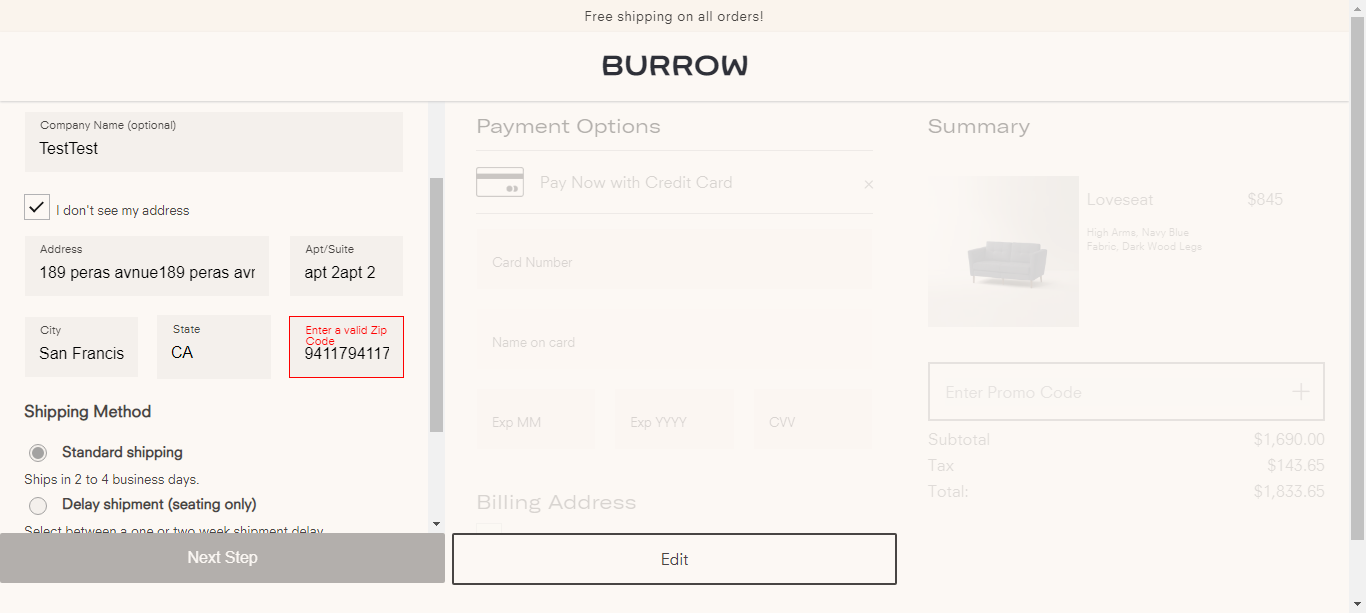 Free shipping on all orders!
BURROW
Company Name (optional)
TestTest
I don't see my address
Address
189 peras avnue189 peras avr
Apt/Suite
apt 2apt 2
City
San Francis
State
CA
Enter a valid Zip
Code
9411794117
Shipping Method
Standard shipping
Ships in 2 to 4 business days.
Delay shipment (seating only)
Select between a one or two week shipment delay
Next Step
Payment Options
Pay Now with Credit Card
Card Number
Name on card
Exp MM
Exp YYYY
CVV
Billing Address
Edit
Summary
Loveseat $845
High Arms, Navy Blue
Fabric, Dark Wood Legs
Enter Promo Code
Subtotal $1,690.00
Tax $143.65
Total: $1,833.65